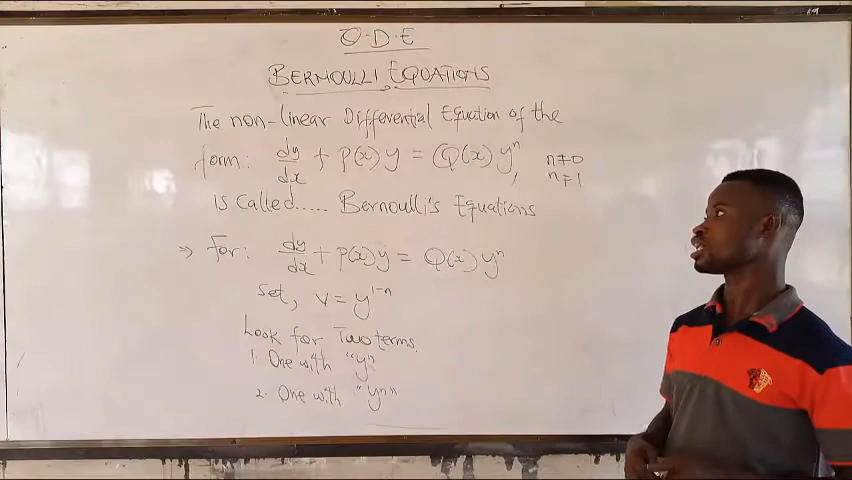 O.D.E
BERNOULLI EQUATIONS
The non-linear Differential Equation of the
form: dy/dx + p(x)y = Q(x)y^n, n≠0
n≠1
is called..... Bernoulli's Equations
⇒ for: dy/dx + p(x)y = Q(x)y^n
Set, v = y^1-n
Look for Two terms.
1. One with "y"
2. One with "y^n"